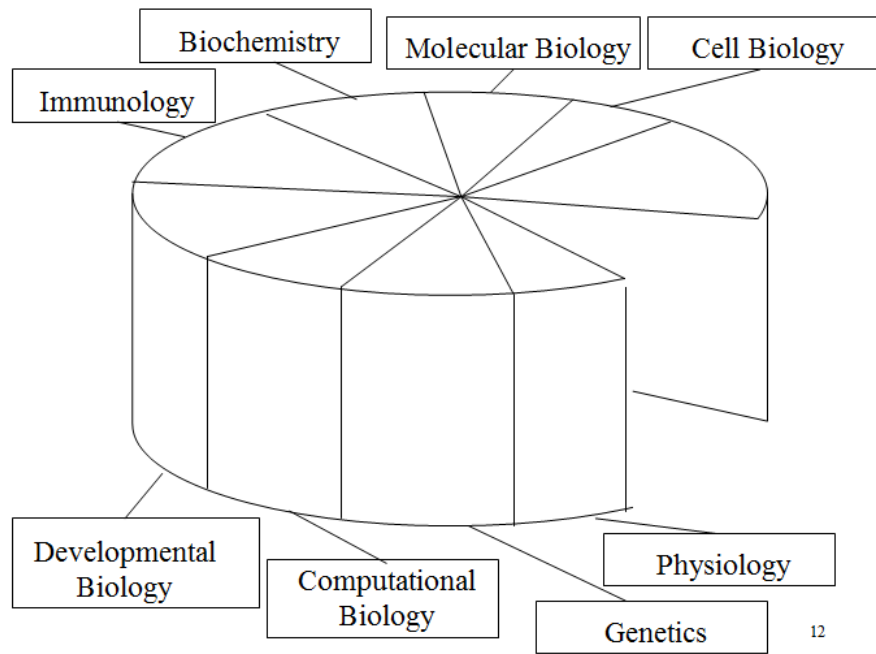 Biochemistry
Molecular Biology
Cell Biology
Immunology
Developmental
Biology
Computational
Biology
Physiology
Genetics
12